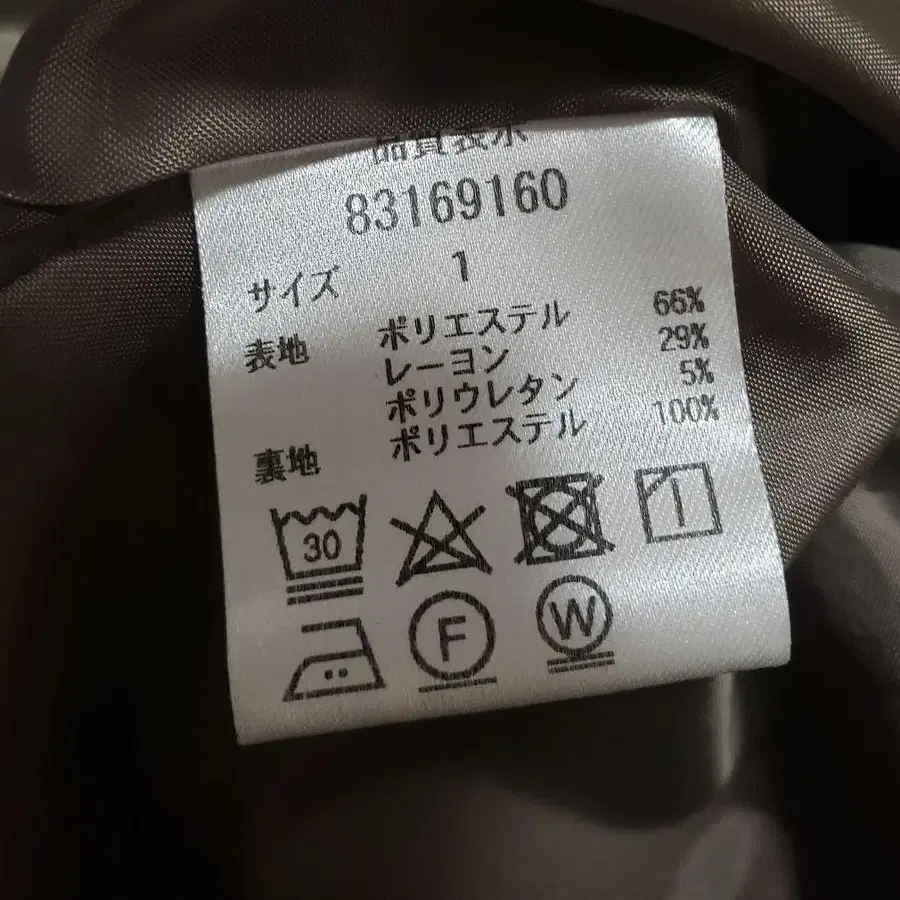 品質表示
83169160
サイズ 1
表地 ポリエステル 66%
レーヨン 29%
ポリウレタン 5%
裏地 ポリエステル 100%
30
F
W